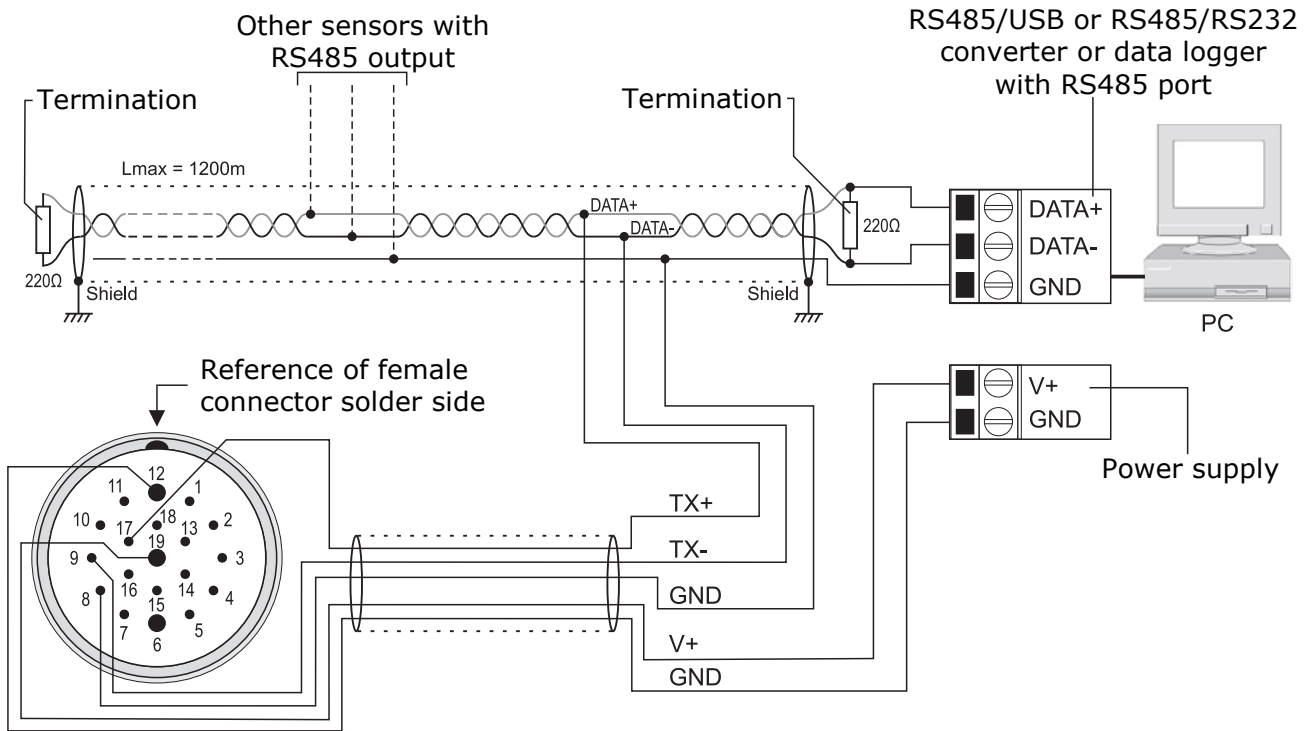 Other sensors with
RS485 output
RS485/USB or RS485/RS232
converter or data logger
with RS485 port
Termination
Termination
Lmax = 1200m
DATA+
DATA-
220Ω
220Ω
Shield
Shield
DATA+
DATA-
GND
PC
Reference of female
connector solder side
V+
GND
Power supply
12
11
1
10
17
18
13
2
9
19
3
8
16
15
14
4
7
6
5
TX+
TX-
GND
V+
GND